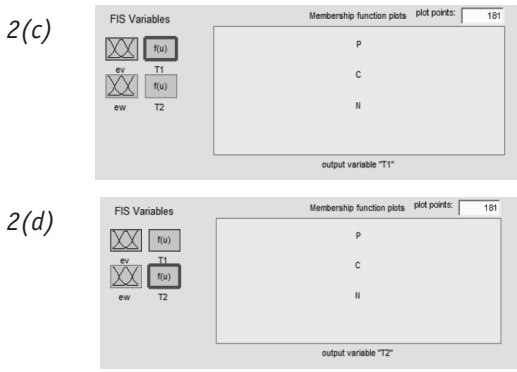 2(c)
FIS Variables
Membership function plots plot points: 181
f(u)
ev T1
f(u)
ew T2
P
C
N
output variable "T1"
2(d)
FIS Variables
Membership function plots plot points: 181
f(u)
ev T1
f(u)
ew T2
P
C
N
output variable "T2"